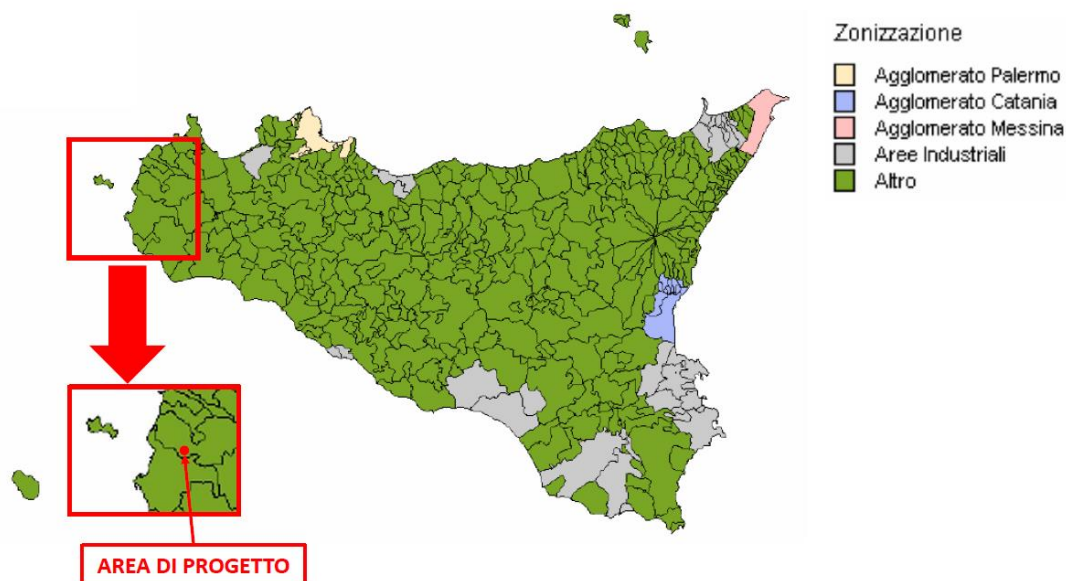 Zonizzazione
Agglomerato Palermo
Agglomerato Catania
Agglomerato Messina
Aree Industriali
Altro
AREA DI PROGETTO